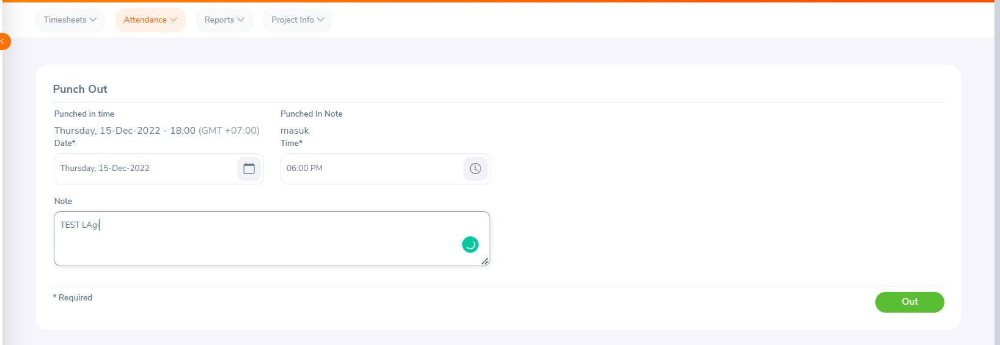 Timesheets Attendance Reports Project Info
Punch Out
Punched in time Punched In Note
Thursday, 15-Dec-2022 - 18:00 (GMT +07:00) masuk
Date* Time*
Thursday, 15-Dec-2022 06:00 PM
Note
TEST LAgi
* Required Out